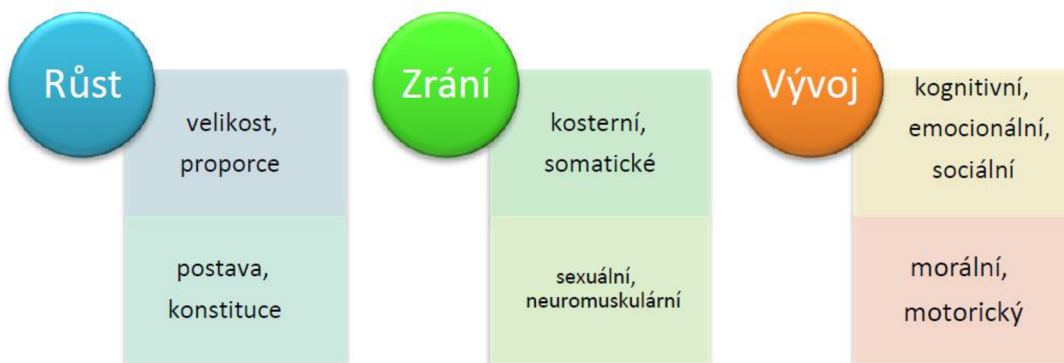 Růst
velikost,
proporce
postava,
konstituce
Zrání
kosterní,
somatické
sexuální,
neuromuskulární
Vývoj
kognitivní,
emocionální,
sociální
morální,
motorický